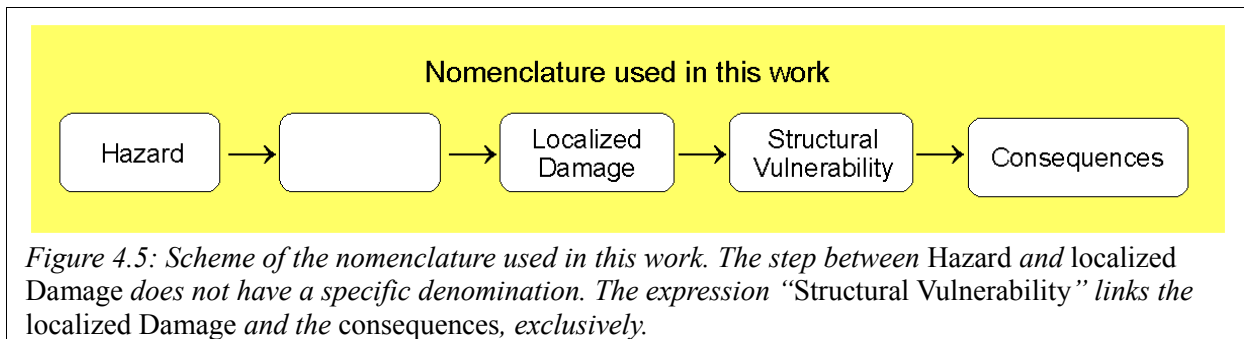 Nomenclature used in this work
Hazard
Localized
Damage
Structural
Vulnerability
Consequences
Figure 4.5: Scheme of the nomenclature used in this work. The step between Hazard and localized
Damage does not have a specific denomination. The expression “Structural Vulnerability” links the
localized Damage and the consequences, exclusively.